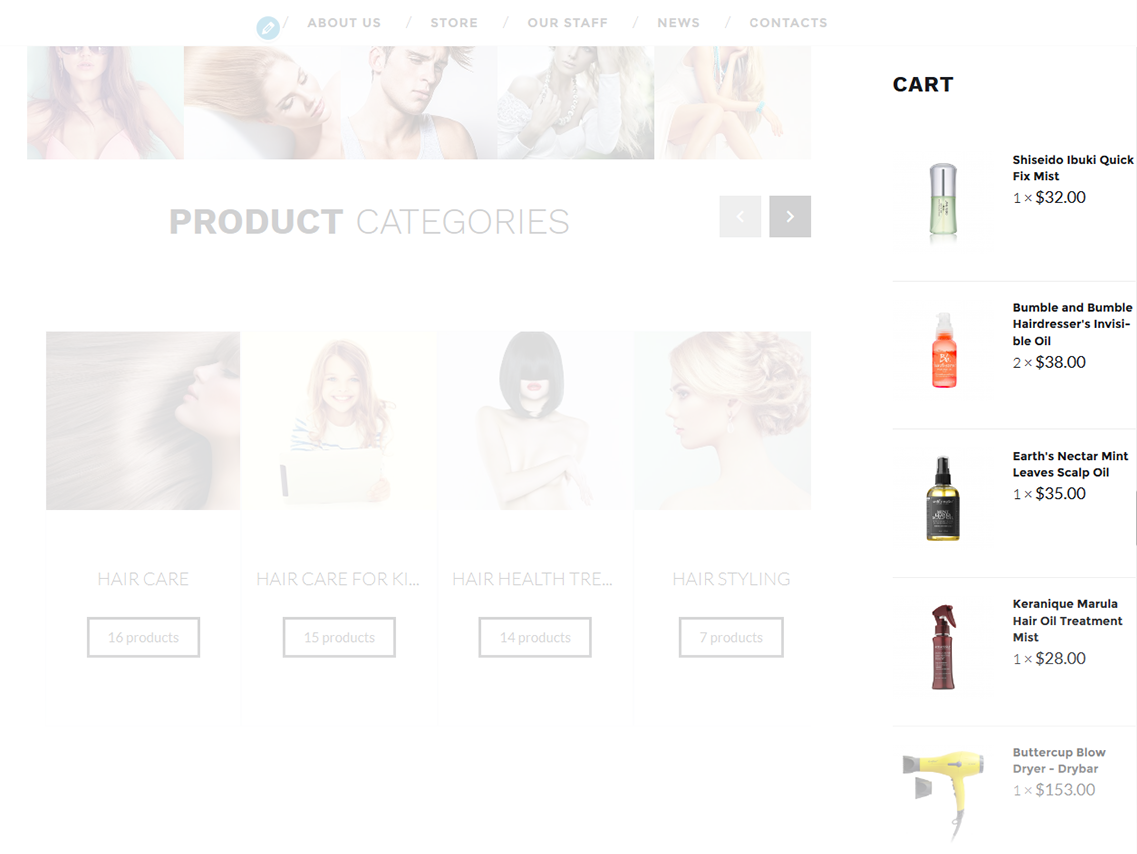 / ABOUT US / STORE / OUR STAFF / NEWS / CONTACTS
CART
PRODUCT CATEGORIES
HAIR CARE
16 products
HAIR CARE FOR KI...
15 products
HAIR HEALTH TRE...
14 products
HAIR STYLING
7 products
Shiseido Ibuki Quick
Fix Mist
1 × $32.00
Bumble and Bumble
Hairdresser's Invisi-
ble Oil
2 × $38.00
Earth's Nectar Mint
Leaves Scalp Oil
1 × $35.00
Keranique Marula
Hair Oil Treatment
Mist
1 × $28.00
Buttercup Blow
Dryer - Drybar
1 × $153.00